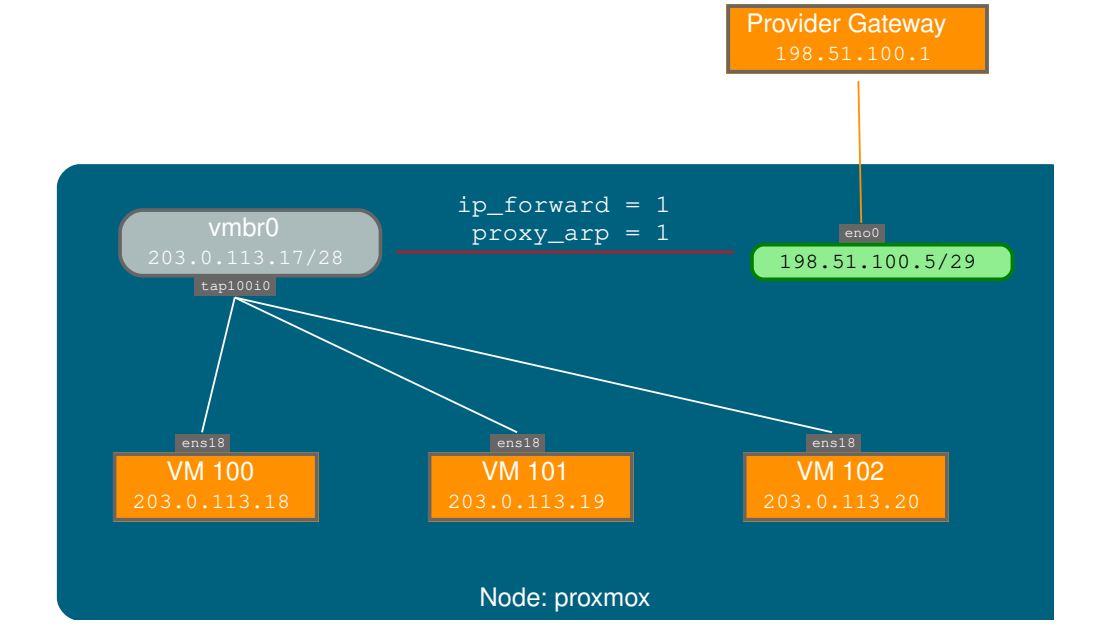 Provider Gateway
198.51.100.1
ip_forward = 1
proxy_arp = 1
vmbr0
203.0.113.17/28
tap100i0
eno0
198.51.100.5/29
ens18
ens18
ens18
VM 100
203.0.113.18
VM 101
203.0.113.19
VM 102
203.0.113.20
Node: proxmox